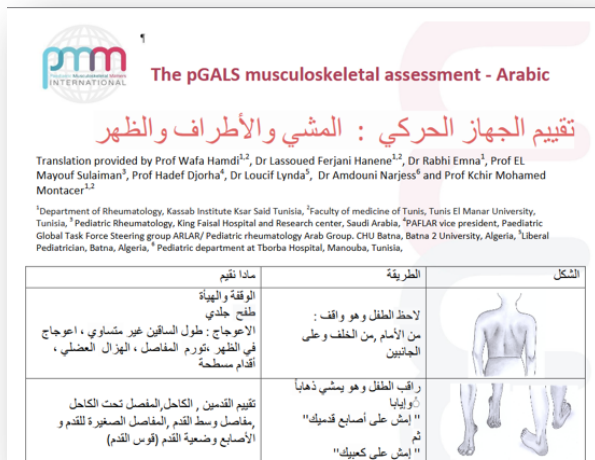 ¶
pmm
INTERNATIONAL
The pGALS musculoskeletal assessment - Arabic
تقييم الجهاز الحركي : المشي والأطراف والظهر
Translation provided by Prof Wafa Hamdi1,2, Dr Lassoued Ferjani Hanene1,2, Dr Rabhi Emna1, Prof EL
Mayouf Sulaiman3, Prof Hadef Djorha4, Dr Loucif Lynda5, Dr Amdouni Narjess6 and Prof Kchir Mohamed
Montacer1,2
1Department of Rheumatology, Kassab Institute Ksar Said Tunisia, 2Faculty of medicine of Tunis, Tunis El Manar University,
Tunisia, 3 Pediatric Rheumatology, King Faisal Hospital and Research center, Saudi Arabia, 4PAFLAR vice president, Paediatric
Global Task Force Steering group ARLAR/ Pediatric rheumatology Arab Group. CHU Batna, Batna 2 University, Algeria, 5Liberal
Pediatrician, Batna, Algeria, 6 Pediatric department at Tborba Hospital, Manouba, Tunisia,
الشكل
الطريقة
مادا نقيم
لاحظ الطفل وهو واقف :
من الأمام ,من الخلف وعلى
الجانبين
الوقفة والهيأة
طفح جلدي
الاعوجاج : طول الساقين غير متساوي ، اعوجاج
في الظهر ،تورم المفاصل ، الهزال العضلي ،
أقدام مسطحة
راقب الطفل وهو يمشي ذهاباً
ُوإيابا
" إمش على أصابع قدميك"
ثم
" إمش على كعبيك"
تقييم القدمين , الكاحل,المفصل تحت الكاحل
,مفاصل وسط القدم ,المفاصل الصغيرة للقدم و
الأصابع وضعية القدم (قوس القدم)